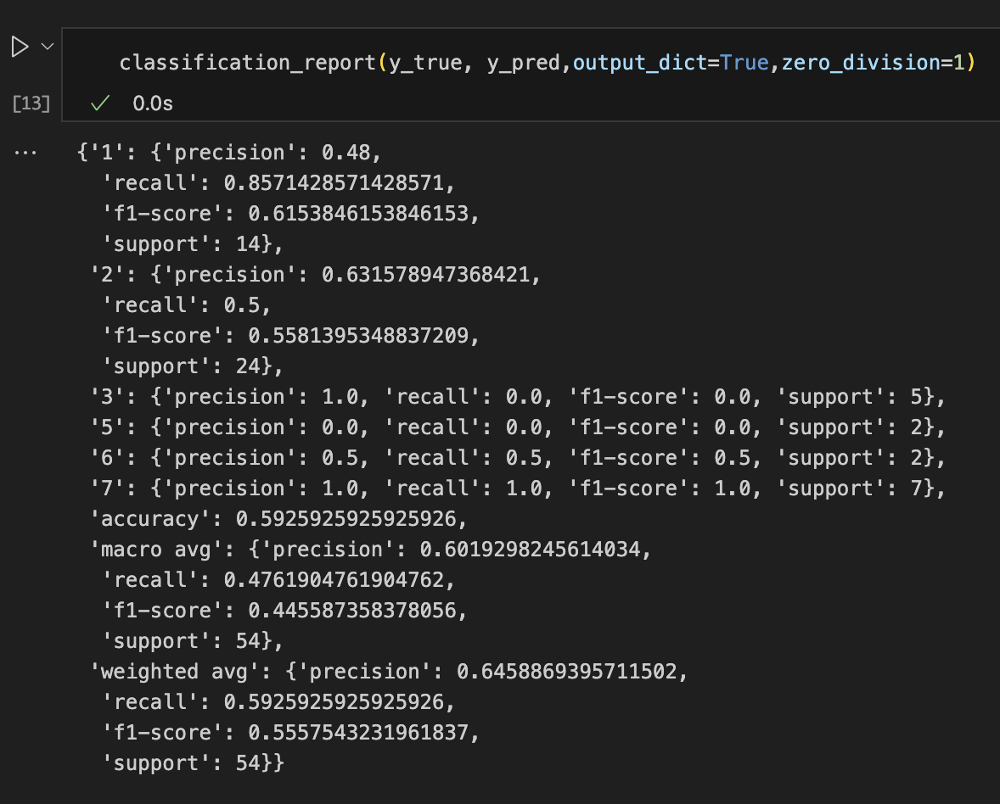 classification_report(y_true, y_pred,output_dict=True,zero_division=1)
[13]
0.0s
...
{'1': {'precision': 0.48,
'recall': 0.8571428571428571,
'f1-score': 0.6153846153846153,
'support': 14},
'2': {'precision': 0.631578947368421,
'recall': 0.5,
'f1-score': 0.5581395348837209,
'support': 24},
'3': {'precision': 1.0, 'recall': 0.0, 'f1-score': 0.0, 'support': 5},
'5': {'precision': 0.0, 'recall': 0.0, 'f1-score': 0.0, 'support': 2},
'6': {'precision': 0.5, 'recall': 0.5, 'f1-score': 0.5, 'support': 2},
'7': {'precision': 1.0, 'recall': 1.0, 'f1-score': 1.0, 'support': 7},
'accuracy': 0.5925925925925926,
'macro avg': {'precision': 0.6019298245614034,
'recall': 0.4761904761904762,
'f1-score': 0.445587358378056,
'support': 54},
'weighted avg': {'precision': 0.6458869395711502,
'recall': 0.5925925925925926,
'f1-score': 0.5557543231961837,
'support': 54}}